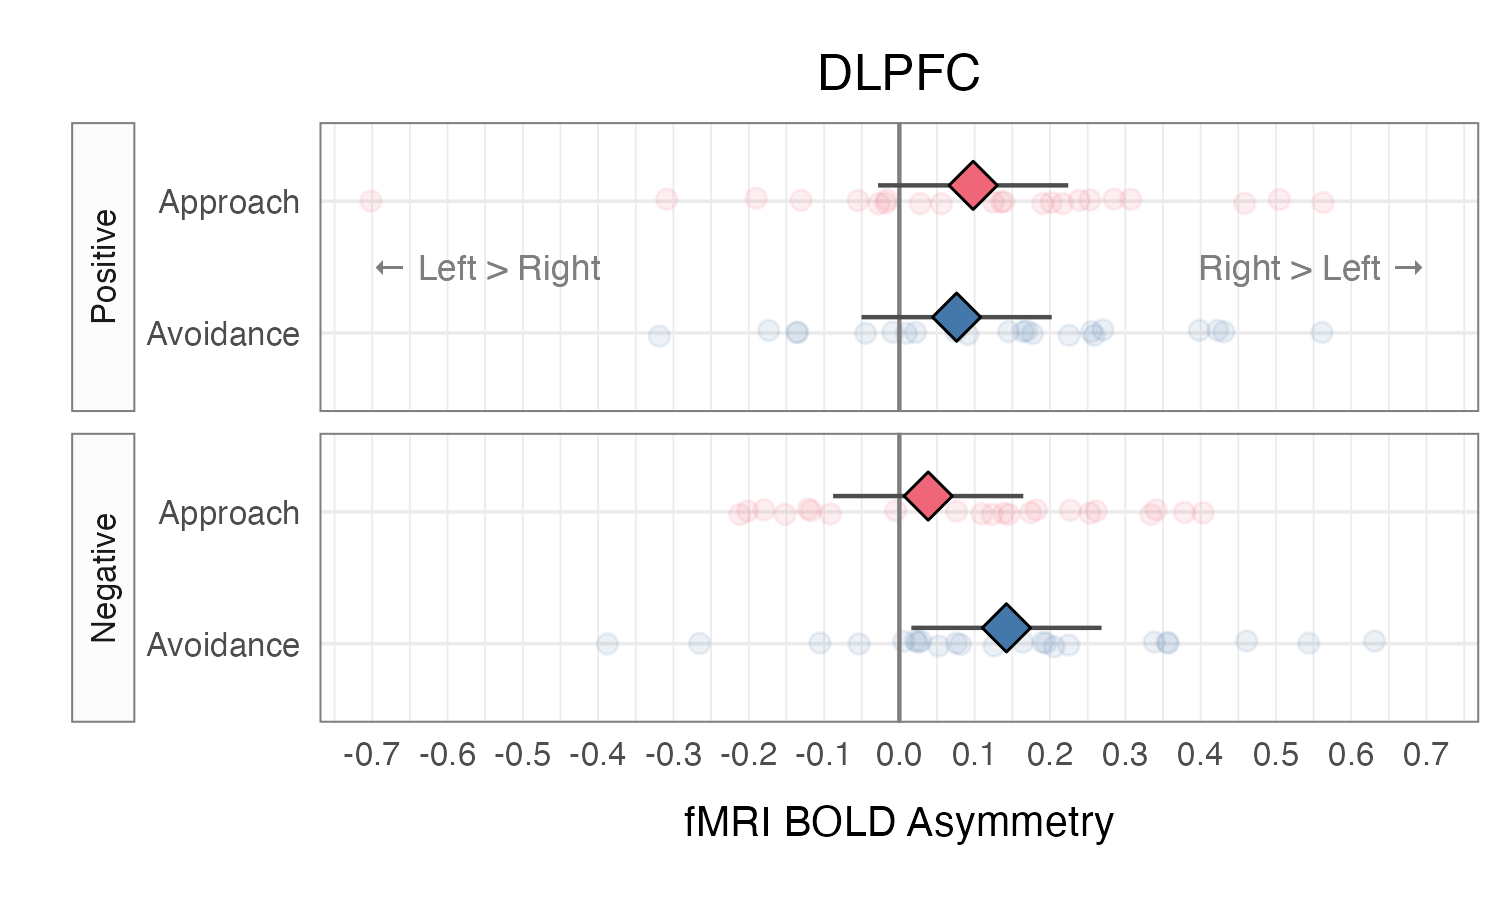 DLPFC
Positive
Approach
← Left > Right
Right > Left →
Avoidance
Negative
Approach
Avoidance
-0.7 -0.6 -0.5 -0.4 -0.3 -0.2 -0.1 0.0 0.1 0.2 0.3 0.4 0.5 0.6 0.7
fMRI BOLD Asymmetry